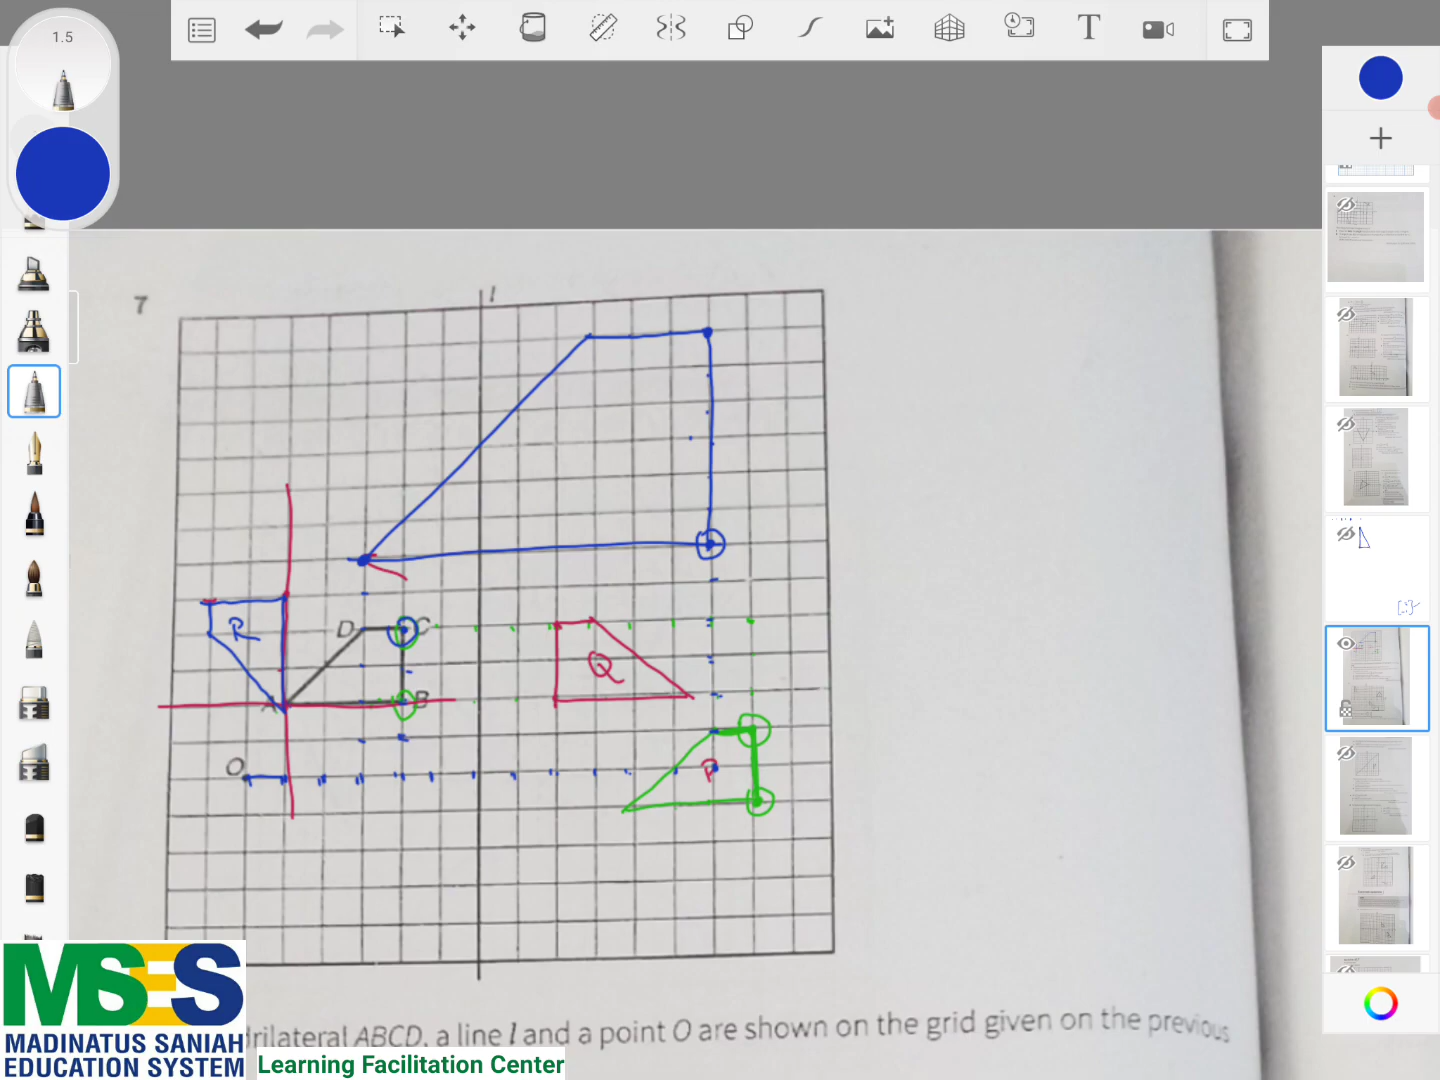 1.5
T
7
l
R
D
C
Q
A
B
O
P
drilateral ABCD, a line l and a point O are shown on the grid given on the previous
MSES
MADINATUS SANIAH
EDUCATION SYSTEM
Learning Facilitation Center